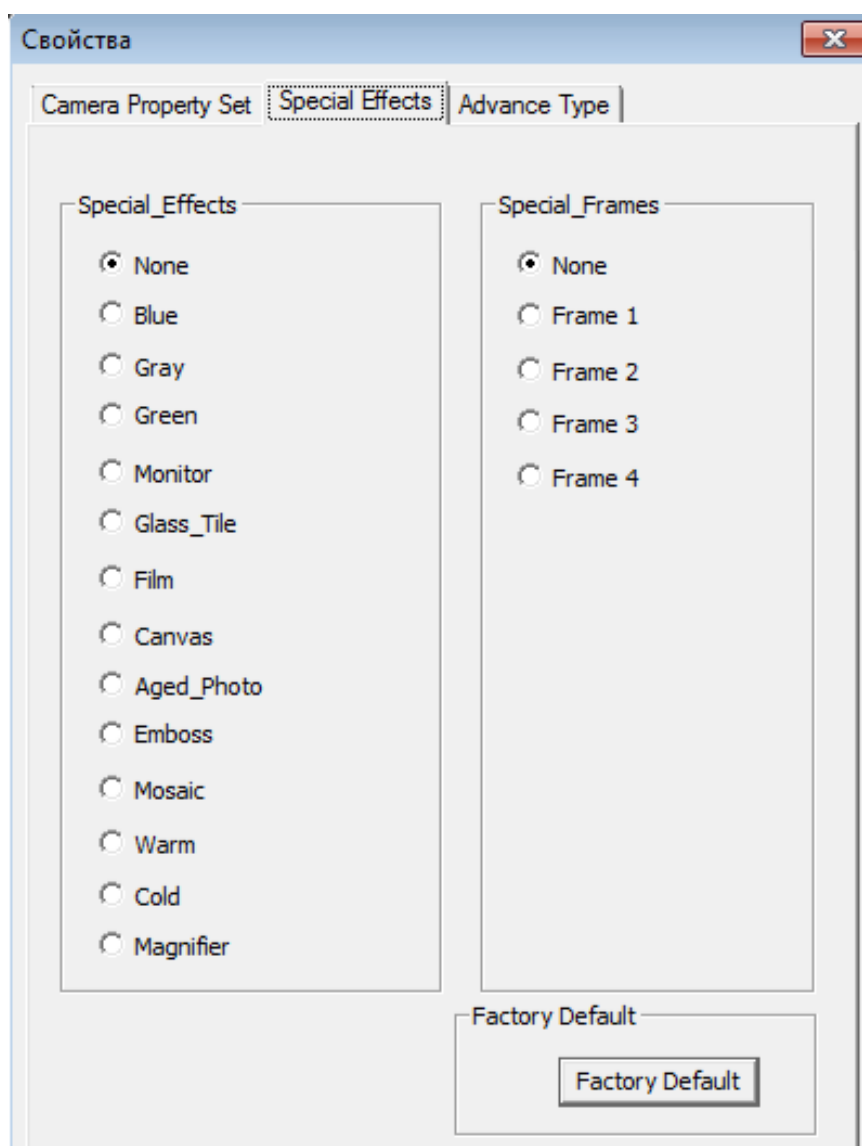 Свойства
Camera Property Set Special Effects Advance Type
Special_Effects
None
Blue
Gray
Green
Monitor
Glass_Tile
Film
Canvas
Aged_Photo
Emboss
Mosaic
Warm
Cold
Magnifier
Special_Frames
None
Frame 1
Frame 2
Frame 3
Frame 4
Factory Default
Factory Default